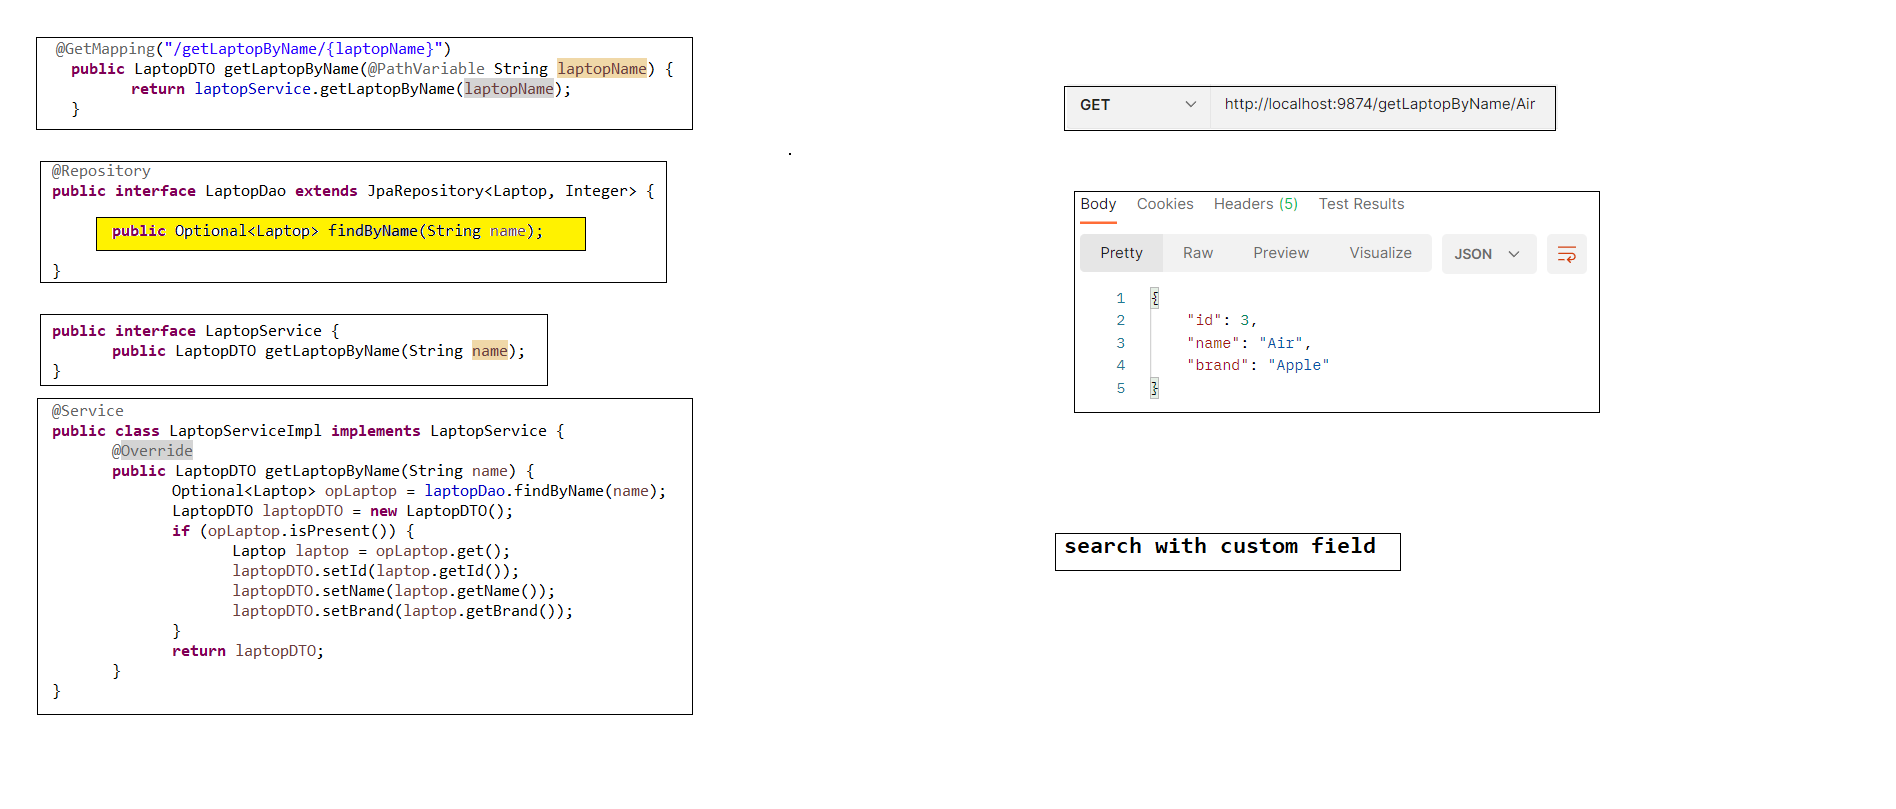 @GetMapping("/getLaptopByName/{laptopName}")
public LaptopDTO getLaptopByName(@PathVariable String laptopName) {
return laptopService.getLaptopByName(laptopName);
}
@Repository
public interface LaptopDao extends JpaRepository<Laptop, Integer> {
public Optional<Laptop> findByName(String name);
}
public interface LaptopService {
public LaptopDTO getLaptopByName(String name);
}
@Service
public class LaptopServiceImpl implements LaptopService {
@Override
public LaptopDTO getLaptopByName(String name) {
Optional<Laptop> opLaptop = laptopDao.findByName(name);
LaptopDTO laptopDTO = new LaptopDTO();
if (opLaptop.isPresent()) {
Laptop laptop = opLaptop.get();
laptopDTO.setId(laptop.getId());
laptopDTO.setName(laptop.getName());
laptopDTO.setBrand(laptop.getBrand());
}
return laptopDTO;
}
}
GET http://localhost:9874/getLaptopByName/Air
Body Cookies Headers (5) Test Results
Pretty Raw Preview Visualize JSON
1 {
2 "id": 3,
3 "name": "Air",
4 "brand": "Apple"
5 }
search with custom field